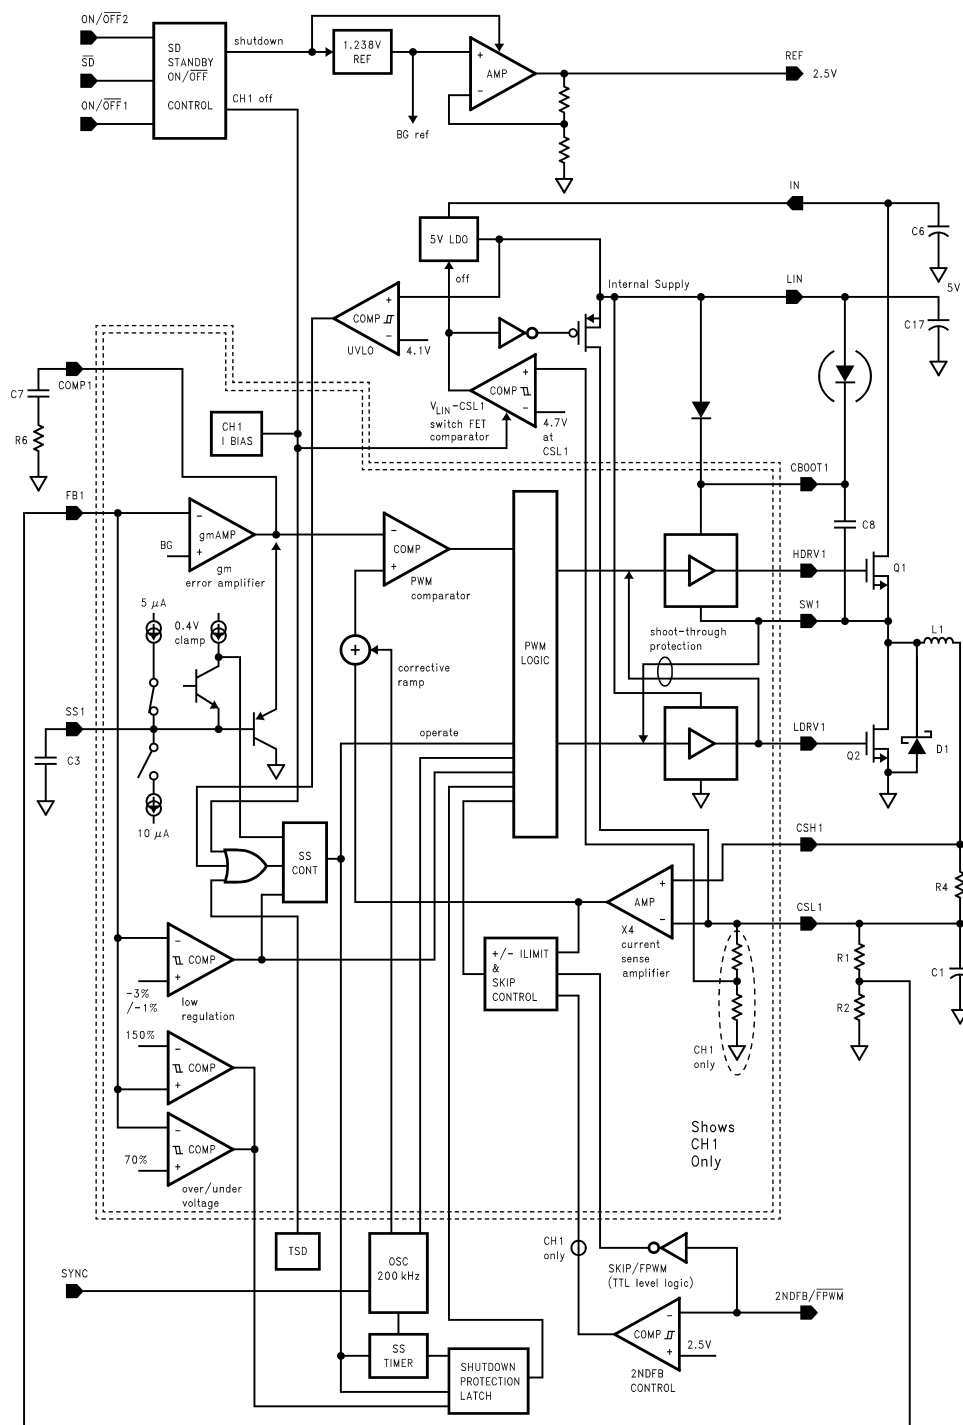 ON/OFF2
SD
ON/OFF1
SD
STANDBY
ON/OFF
CONTROL
shutdown
CH1 off
1.238V
REF
BG ref
+
AMP
−
REF
2.5V
IN
C6
5V LDO
off
Internal Supply
LIN
5V
C17
+
COMP
−
UVLO
4.1V
+
COMP
−
4.7V
at
CSL1
VLIN-CSL1
switch FET
comparator
COMP1
C7
R6
CH1
I BIAS
CBOOT1
C8
FB1
−
gmAMP
+
BG
gm
error amplifier
−
COMP
+
PWM
comparator
HDRV1
Q1
SW1
L1
5 µA
0.4V
clamp
shoot-through
protection
PWM
LOGIC
+
corrective
ramp
SS1
C3
10 µA
operate
LDRV1
Q2
D1
CSH1
SS
CONT
R4
+
AMP
−
X4
current
sense
amplifier
CSL1
R1
R2
C1
−
COMP
+
-3%
/-1%
low
regulation
+/- ILIMIT
&
SKIP
CONTROL
CH1
only
150%
−
COMP
+
−
COMP
+
70%
over/under
voltage
Shows
CH1
Only
TSD
OSC
200 kHz
CH1
only
SKIP/FPWM
(TTL level logic)
SYNC
2NDFB/FPWM
−
COMP
+
2.5V
2NDFB
CONTROL
SS
TIMER
SHUTDOWN
PROTECTION
LATCH